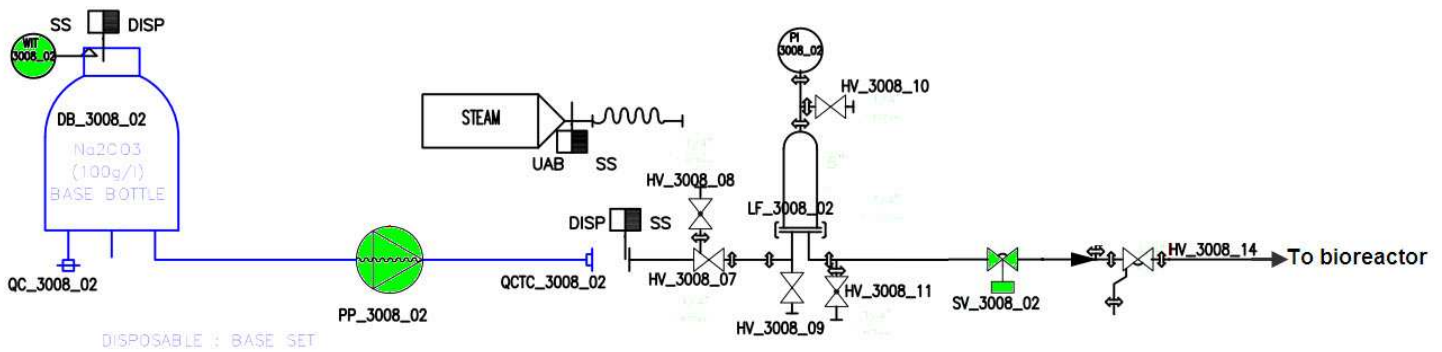 SS DISP
WIT
3008_02
DB_3008_02
Na2CO3
(100g/l)
BASE BOTTLE
QC_3008_02
PP_3008_02
DISPOSABLE : BASE SET
STEAM
UAB SS
QCTC_3008_02
DISP SS
HV_3008_08
HV_3008_07
PI
3008_02
HV_3008_10
LF_3008_02
HV_3008_09
HV_3008_11
SV_3008_02
HV_3008_14
To bioreactor